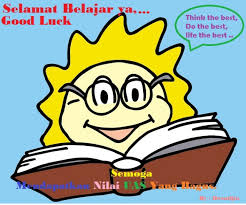 Selamat Belajar ya,...
Good Luck
Think the best,
Do the best,
life the best ..
Semoga
Mendapatkan Nilai UAS Yang Bagus